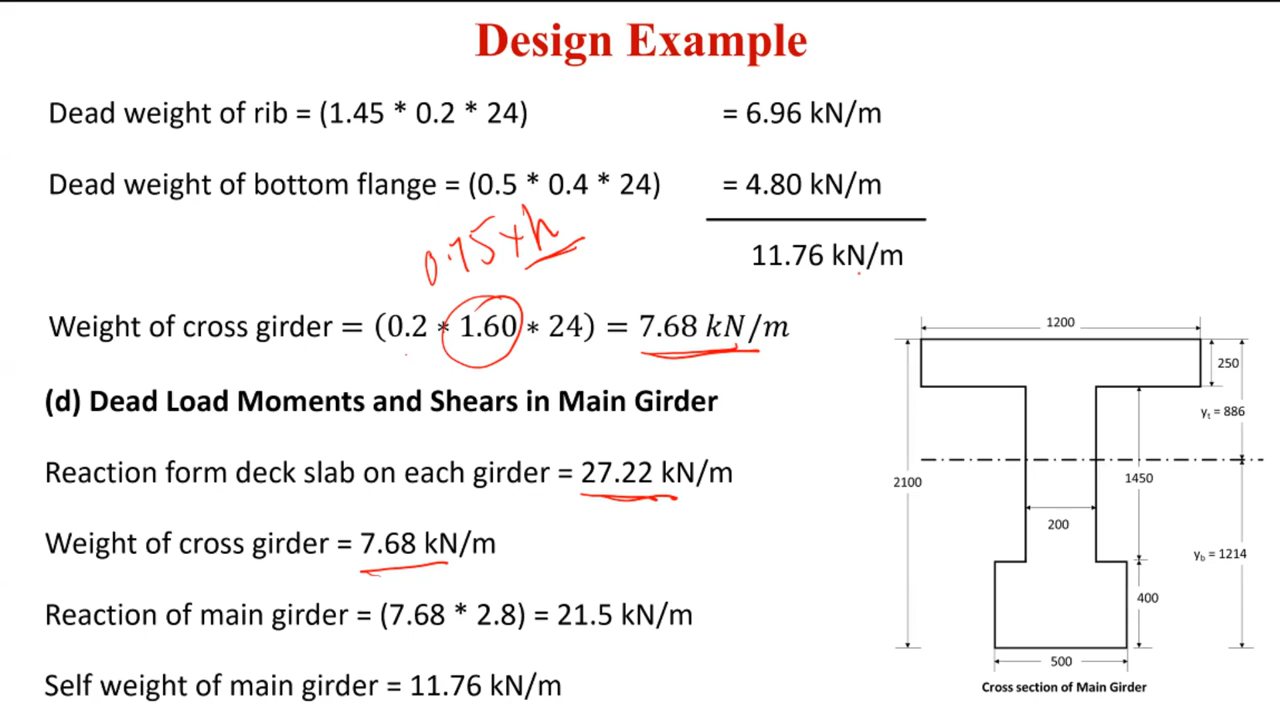 Design Example
Dead weight of rib = (1.45 * 0.2 * 24) = 6.96 kN/m
Dead weight of bottom flange = (0.5 * 0.4 * 24) = 4.80 kN/m
0.75*h
11.76 kN/m
Weight of cross girder = (0.2 * 1.60 * 24) = 7.68 kN/m
(d) Dead Load Moments and Shears in Main Girder
Reaction form deck slab on each girder = 27.22 kN/m
Weight of cross girder = 7.68 kN/m
Reaction of main girder = (7.68 * 2.8) = 21.5 kN/m
Self weight of main girder = 11.76 kN/m
1200
250
yt = 886
2100
1450
200
yb = 1214
400
500
Cross section of Main Girder